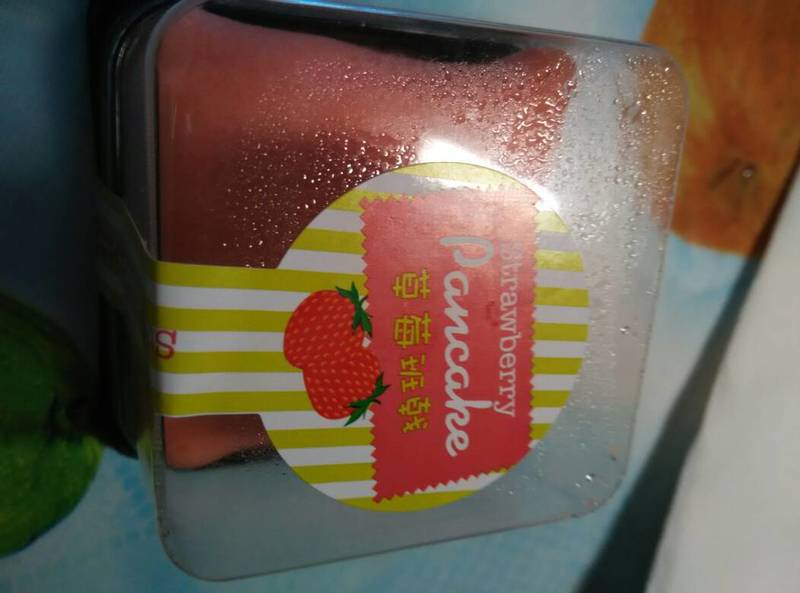 Strawberry
Pancake
草莓班戟
S